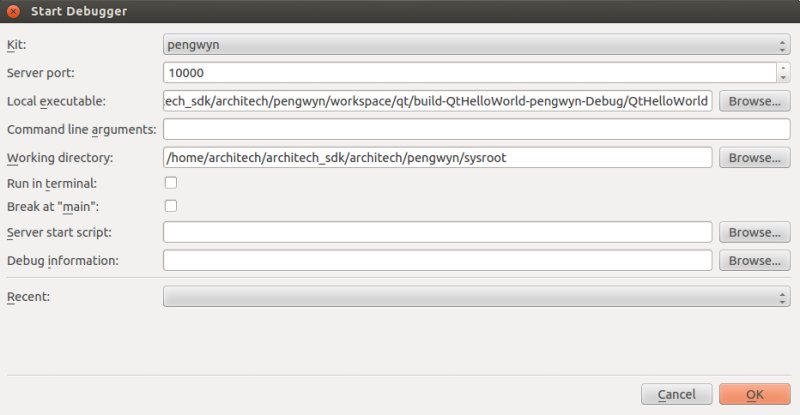 Start Debugger
Kit: pengwyn
Server port: 10000
Local executable: tech_sdk/architech/pengwyn/workspace/qt/build-QtHelloWorld-pengwyn-Debug/QtHelloWorld Browse...
Command line arguments:
Working directory: /home/architech/architech_sdk/architech/pengwyn/sysroot Browse...
Run in terminal:
Break at "main":
Server start script: Browse...
Debug information: Browse...
Recent:
Cancel OK